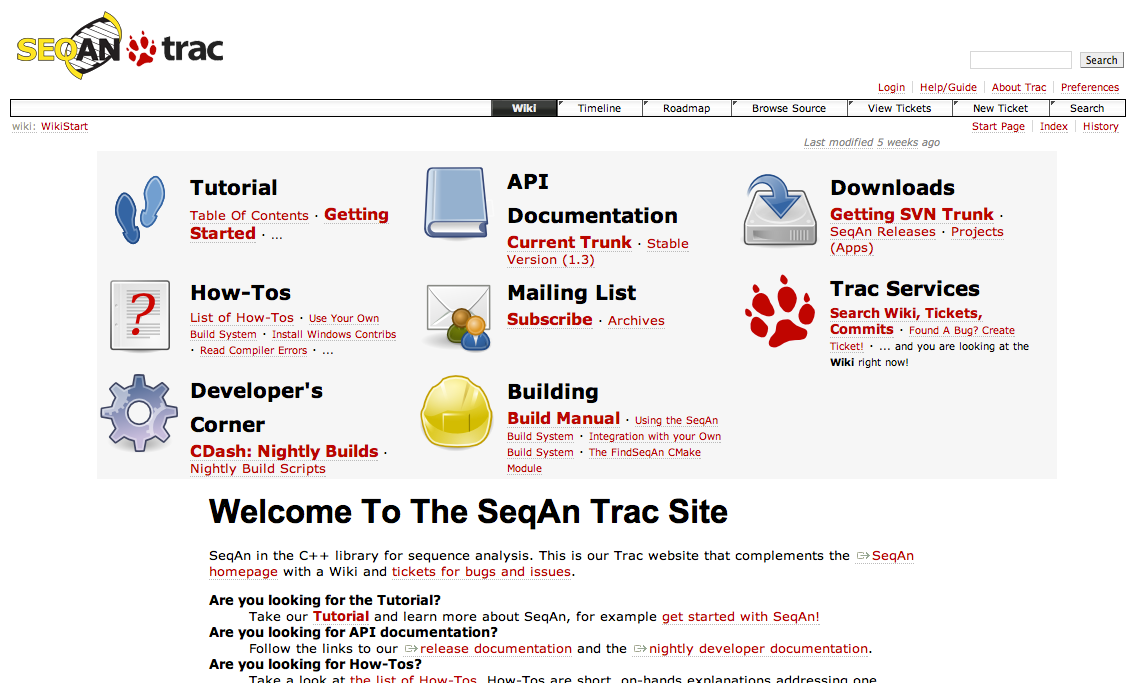 SEQAN trac
Search
Login Help/Guide About Trac Preferences
Wiki Timeline Roadmap Browse Source View Tickets New Ticket Search
wiki: WikiStart
Start Page Index History
Last modified 5 weeks ago
Tutorial
Table Of Contents · Getting
Started · ...
API
Documentation
Current Trunk · Stable
Version (1.3)
Downloads
Getting SVN Trunk ·
SeqAn Releases · Projects
(Apps)
How-Tos
List of How-Tos · Use Your Own
Build System · Install Windows Contribs
· Read Compiler Errors · ...
Mailing List
Subscribe · Archives
Trac Services
Search Wiki, Tickets,
Commits · Found A Bug? Create
Ticket! · ... and you are looking at the
Wiki right now!
Developer's
Corner
CDash: Nightly Builds ·
Nightly Build Scripts
Building
Build Manual · Using the SeqAn
Build System · Integration with your Own
Build System · The FindSeqAn CMake
Module
Welcome To The SeqAn Trac Site
SeqAn in the C++ library for sequence analysis. This is our Trac website that complements the SeqAn
homepage with a Wiki and tickets for bugs and issues.
Are you looking for the Tutorial?
Take our Tutorial and learn more about SeqAn, for example get started with SeqAn!
Are you looking for API documentation?
Follow the links to our release documentation and the nightly developer documentation.
Are you looking for How-Tos?
Take a look at the list of How-Tos. How-Tos are short, on-hands explanations addressing one